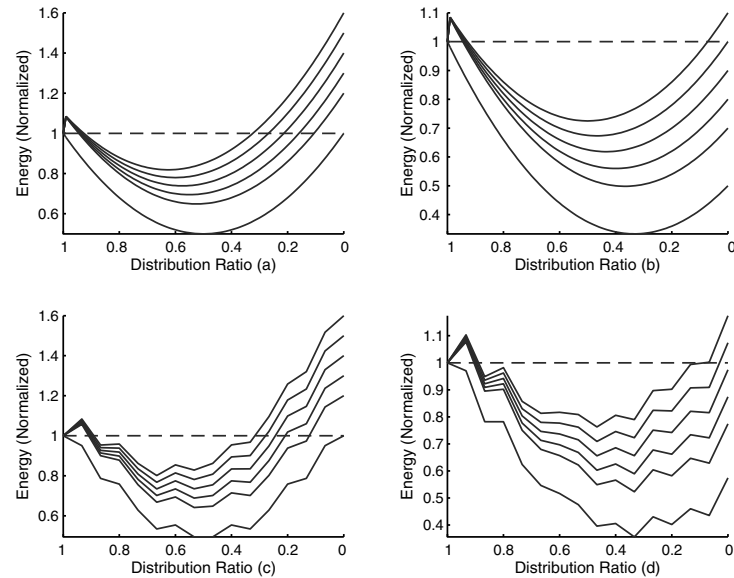 1.6
1.4
1.2
1
0.8
0.6
Energy (Normalized)
1 0.8 0.6 0.4 0.2 0
Distribution Ratio (a)
1.1
1
0.9
0.8
0.7
0.6
0.5
0.4
Energy (Normalized)
1 0.8 0.6 0.4 0.2 0
Distribution Ratio (b)
1.6
1.4
1.2
1
0.8
0.6
Energy (Normalized)
1 0.8 0.6 0.4 0.2 0
Distribution Ratio (c)
1.1
1
0.9
0.8
0.7
0.6
0.5
0.4
Energy (Normalized)
1 0.8 0.6 0.4 0.2 0
Distribution Ratio (d)